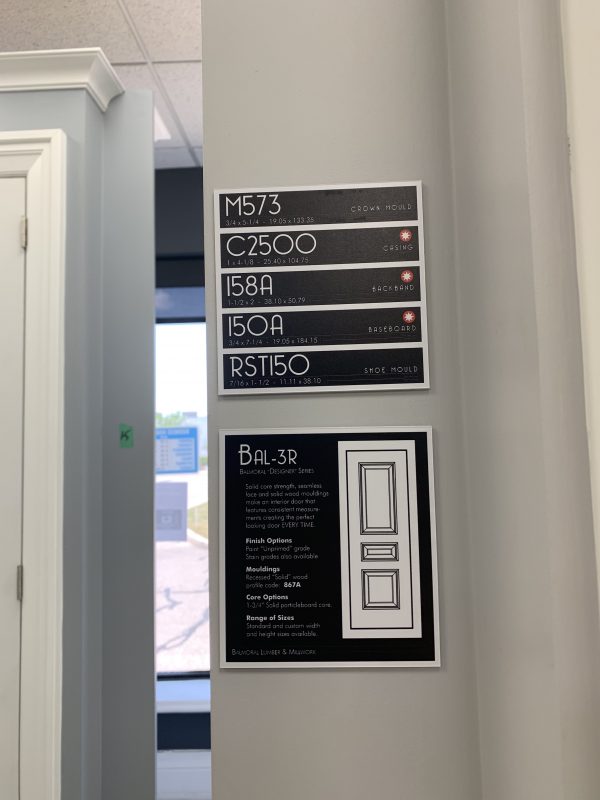 M573
3/4 x 5-1/4 - 19.05 x 133.35
CROWN MOULD
C2500
1 x 4-1/8 - 25.40 x 104.75
CASING
158A
1-1/2 x 2 - 38.10 x 50.79
BACKBAND
150A
3/4 x 7-1/4 - 19.05 x 184.15
BASEBOARD
RST150
7/16 x 1-1/2 - 11.11 x 38.10
SHOE MOULD
BAL-3R
BALMORAL "DESIGNER" SERIES
Solid core strength, seamless
face and solid wood mouldings
make an interior door that
features consistent measure-
ments creating the perfect
looking door EVERY TIME.
Finish Options
Paint "Unprimed" grade
Stain grades also available
Mouldings
Recessed "Solid" wood
profile code: 867A
Core Options
1-3/4" Solid particleboard core.
Range of Sizes
Standard and custom width
and height sizes available.
BALMORAL LUMBER & MILLWORK